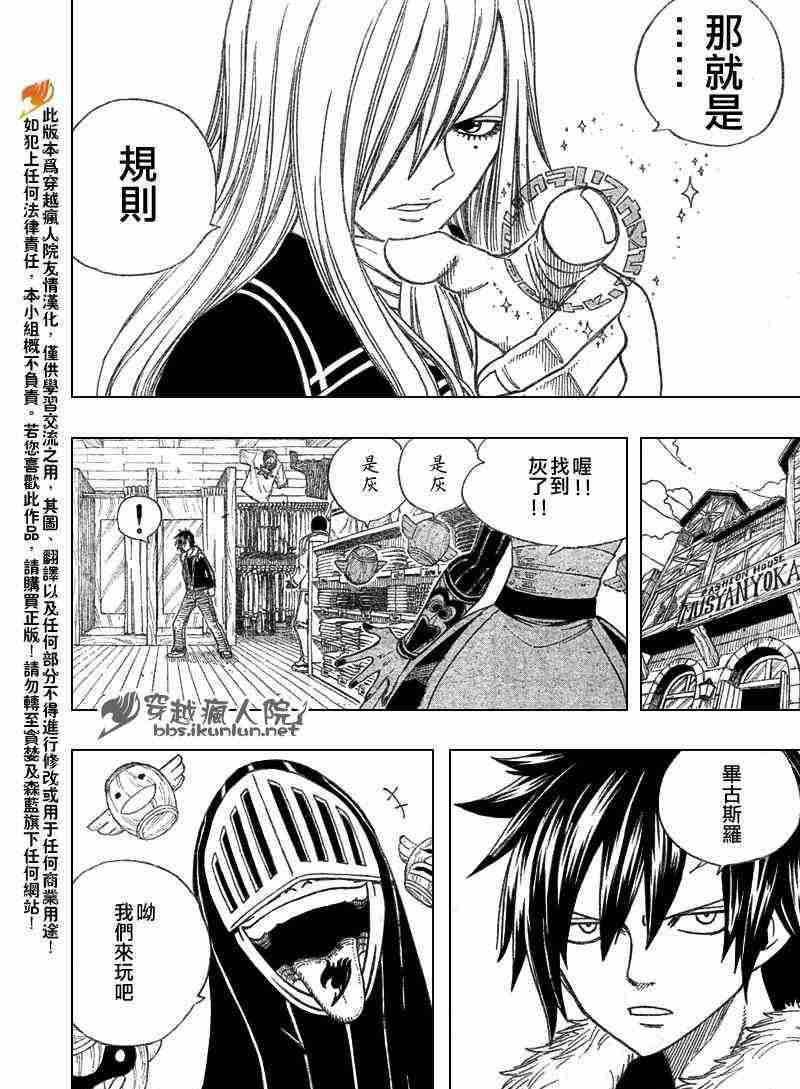 那就是
……
規則
FASHION HOUSE
MUSTANYOKA
喔!!
找到
灰了!!
是灰
是灰
!
畢古斯羅
呦
我們來玩吧
穿越瘋人院
bbs.ikunlun.net
此版本爲穿越瘋人院友情漢化，僅供學習交流之用，其圖、翻譯以及任何部分不得進行修改或用于任何商業用途！
如犯上任何法律責任，本小組概不負責。若您喜歡此作品，請購買正版！請勿轉至貪婪及森藍旗下任何網站！